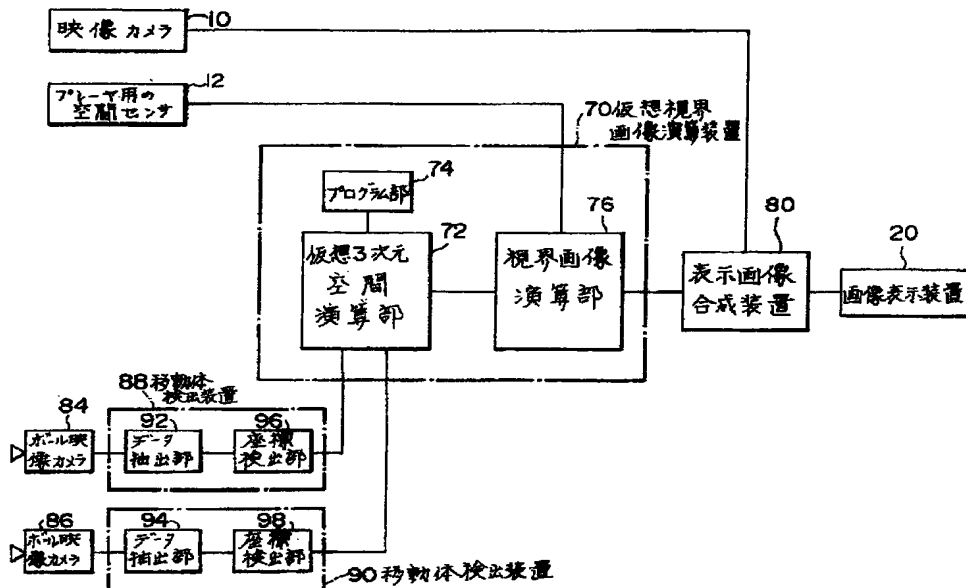 10
映像カメラ
12
プレーヤ用の
空間センサ
70仮想視界
画像演算装置
74
プログラム部
72
仮想3次元
空間
演算部
76
視界画像
演算部
80
表示画像
合成装置
20
画像表示装置
88移動体
検出装置
84
ボール映
像カメラ
92
データ
抽出部
96
座標
検出部
86
ボール映
像カメラ
94
データ
抽出部
98
座標
検出部
90移動体検出装置